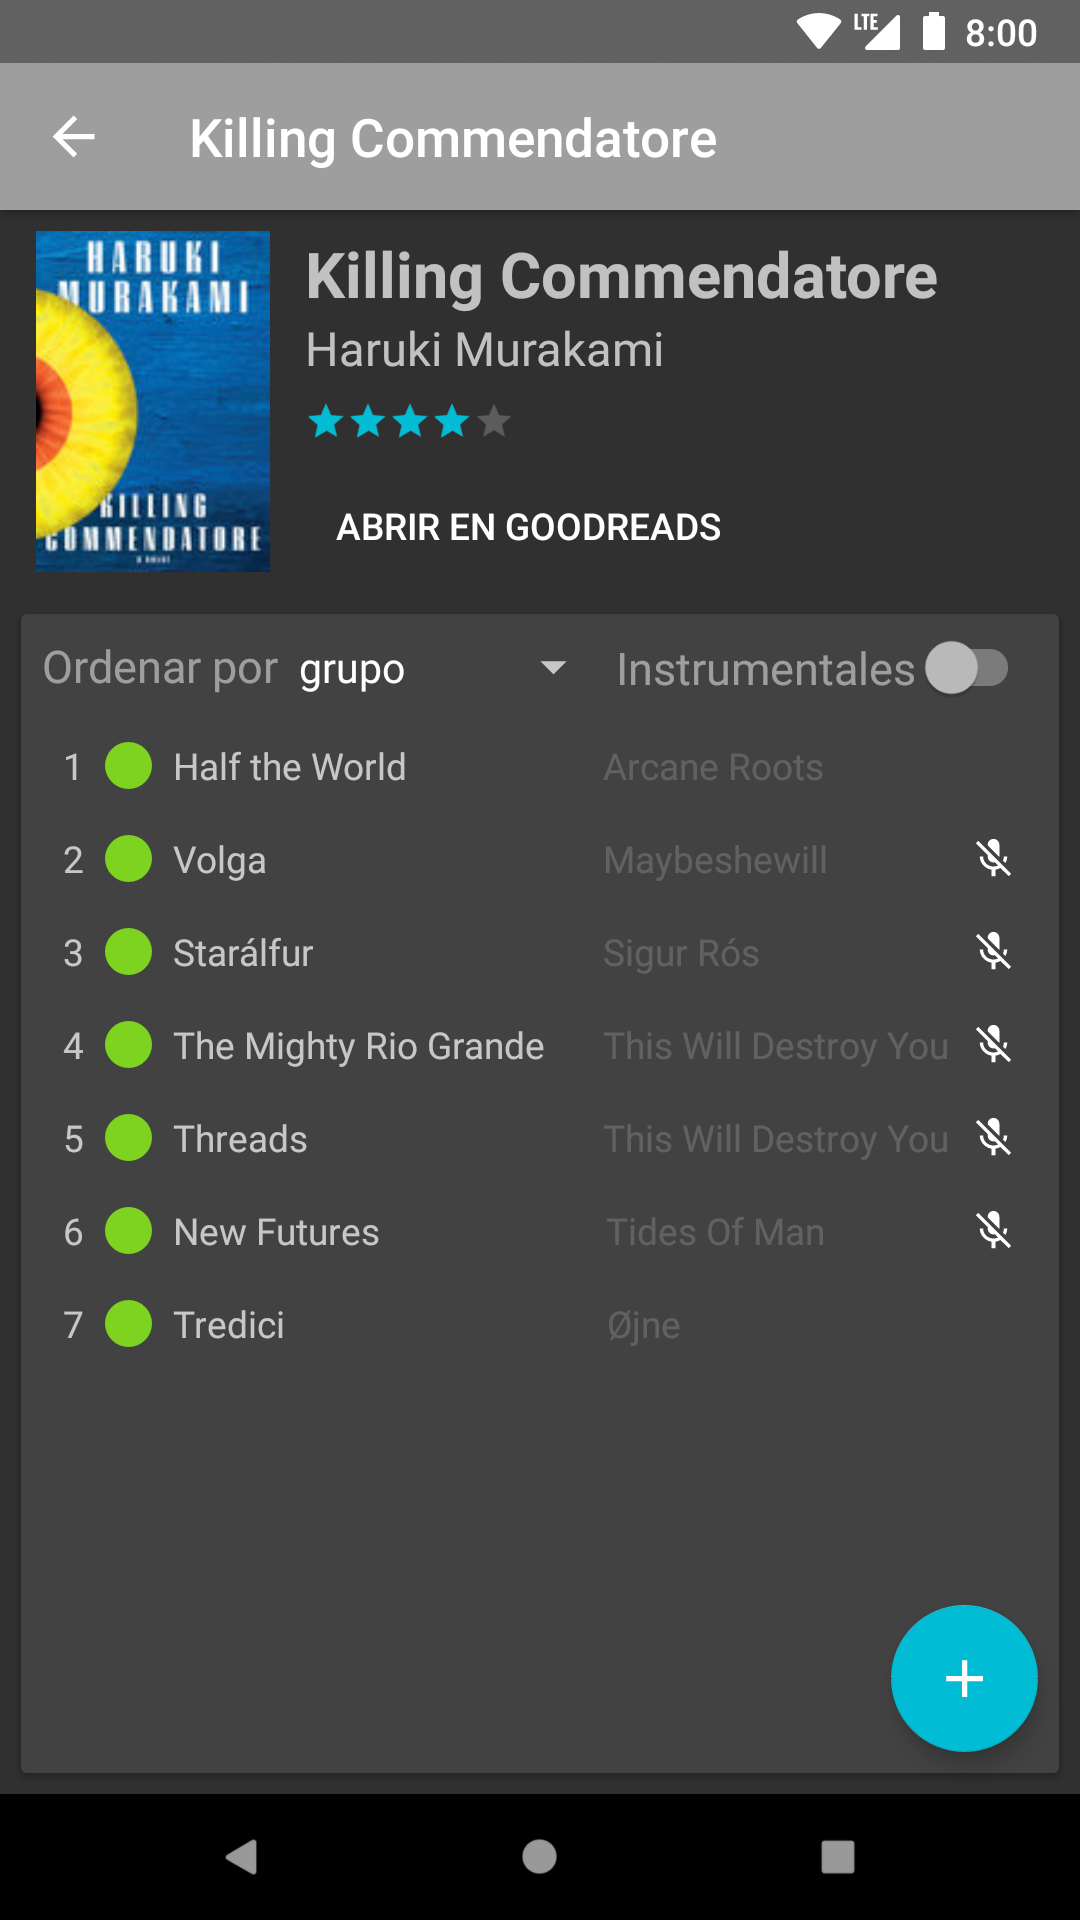 LTE 8:00
Killing Commendatore
HARUKI
MURAKAMI
KILLING
COMMENDATORE
Killing Commendatore
Haruki Murakami
ABRIR EN GOODREADS
Ordenar por grupo Instrumentales
1 Half the World Arcane Roots
2 Volga Maybeshewill
3 Starálfur Sigur Rós
4 The Mighty Rio Grande This Will Destroy You
5 Threads This Will Destroy You
6 New Futures Tides Of Man
7 Tredici Øjne